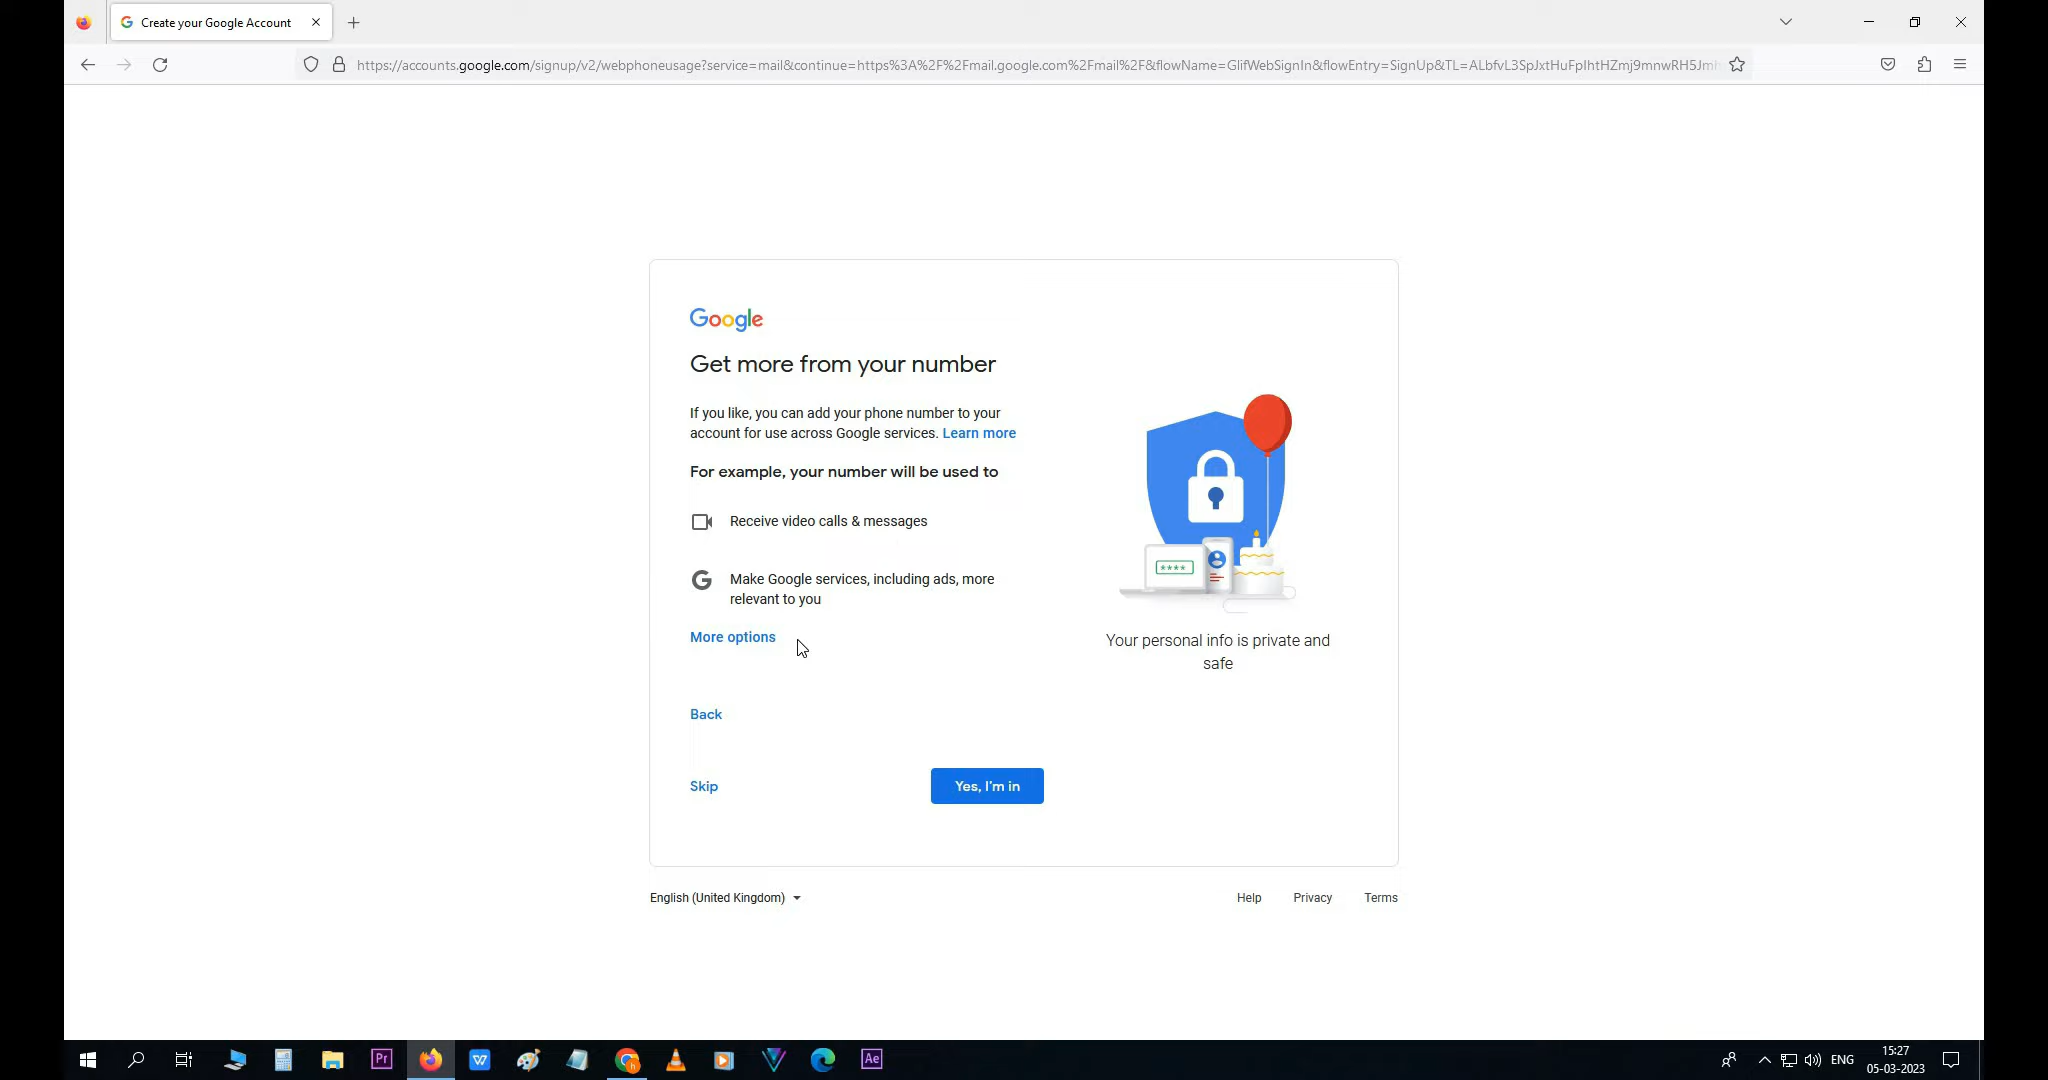 Create your Google Account
https://accounts.google.com/signup/v2/webphoneusage?service=mail&continue=https%3A%2F%2Fmail.google.com%2Fmail%2F&flowName=GlifWebSignIn&flowEntry=SignUp&TL=ALbfvL3SpJxtHuFpIhtHZmj9mnwRH5Jmh
Google
Get more from your number
If you like, you can add your phone number to your
account for use across Google services. Learn more
For example, your number will be used to
Receive video calls & messages
Make Google services, including ads, more
relevant to you
More options
****
Your personal info is private and
safe
Back
Skip
Yes, I'm in
English (United Kingdom)
Help
Privacy
Terms
Pr
W
h
Ae
ENG
15:27
05-03-2023